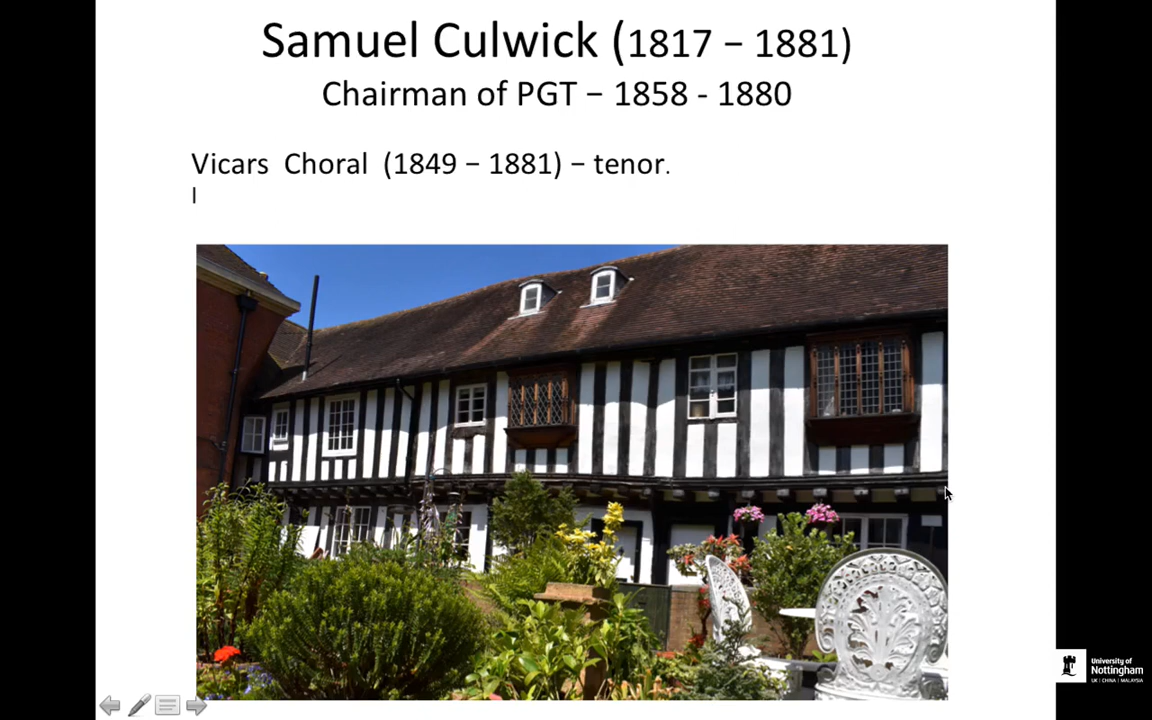 Samuel Culwick (1817 – 1881)
Chairman of PGT – 1858 - 1880
Vicars Choral (1849 – 1881) – tenor.
I
University of
Nottingham
UK | CHINA | MALAYSIA